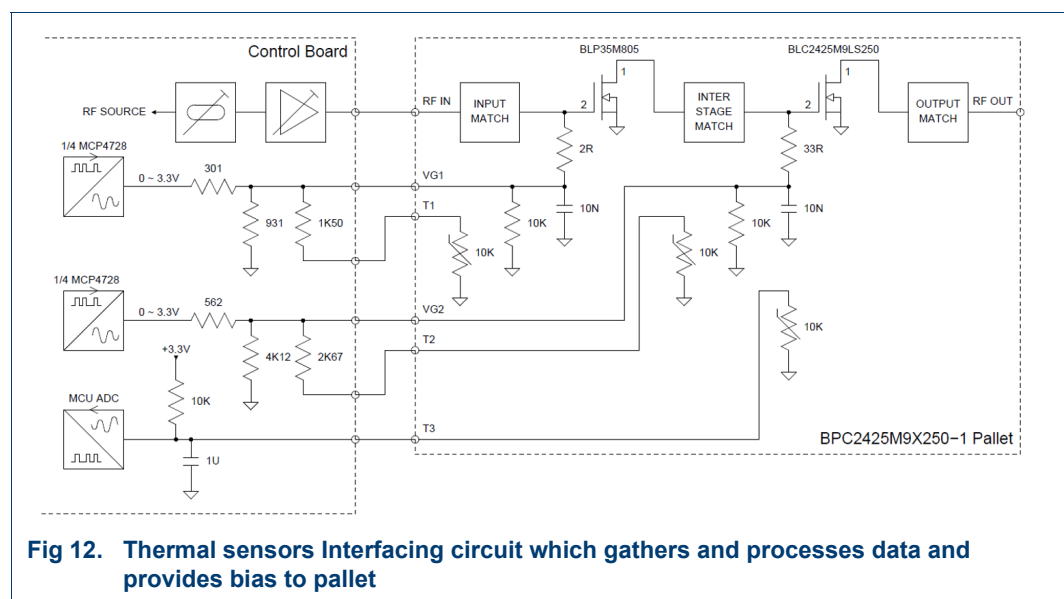 Control Board
BLP35M805
BLC2425M9LS250
1
1
RF SOURCE
RF IN
INPUT MATCH
2
INTER STAGE MATCH
2
OUTPUT MATCH
RF OUT
1/4 MCP4728
2R
33R
0 ~ 3.3V
301
VG1
931
1K50
T1
10K
10N
10K
10N
10K
10K
1/4 MCP4728
0 ~ 3.3V
562
VG2
10K
+3.3V
4K12
2K67
T2
10K
MCU ADC
T3
1U
BPC2425M9X250-1 Pallet
Fig 12. Thermal sensors Interfacing circuit which gathers and processes data and
provides bias to pallet